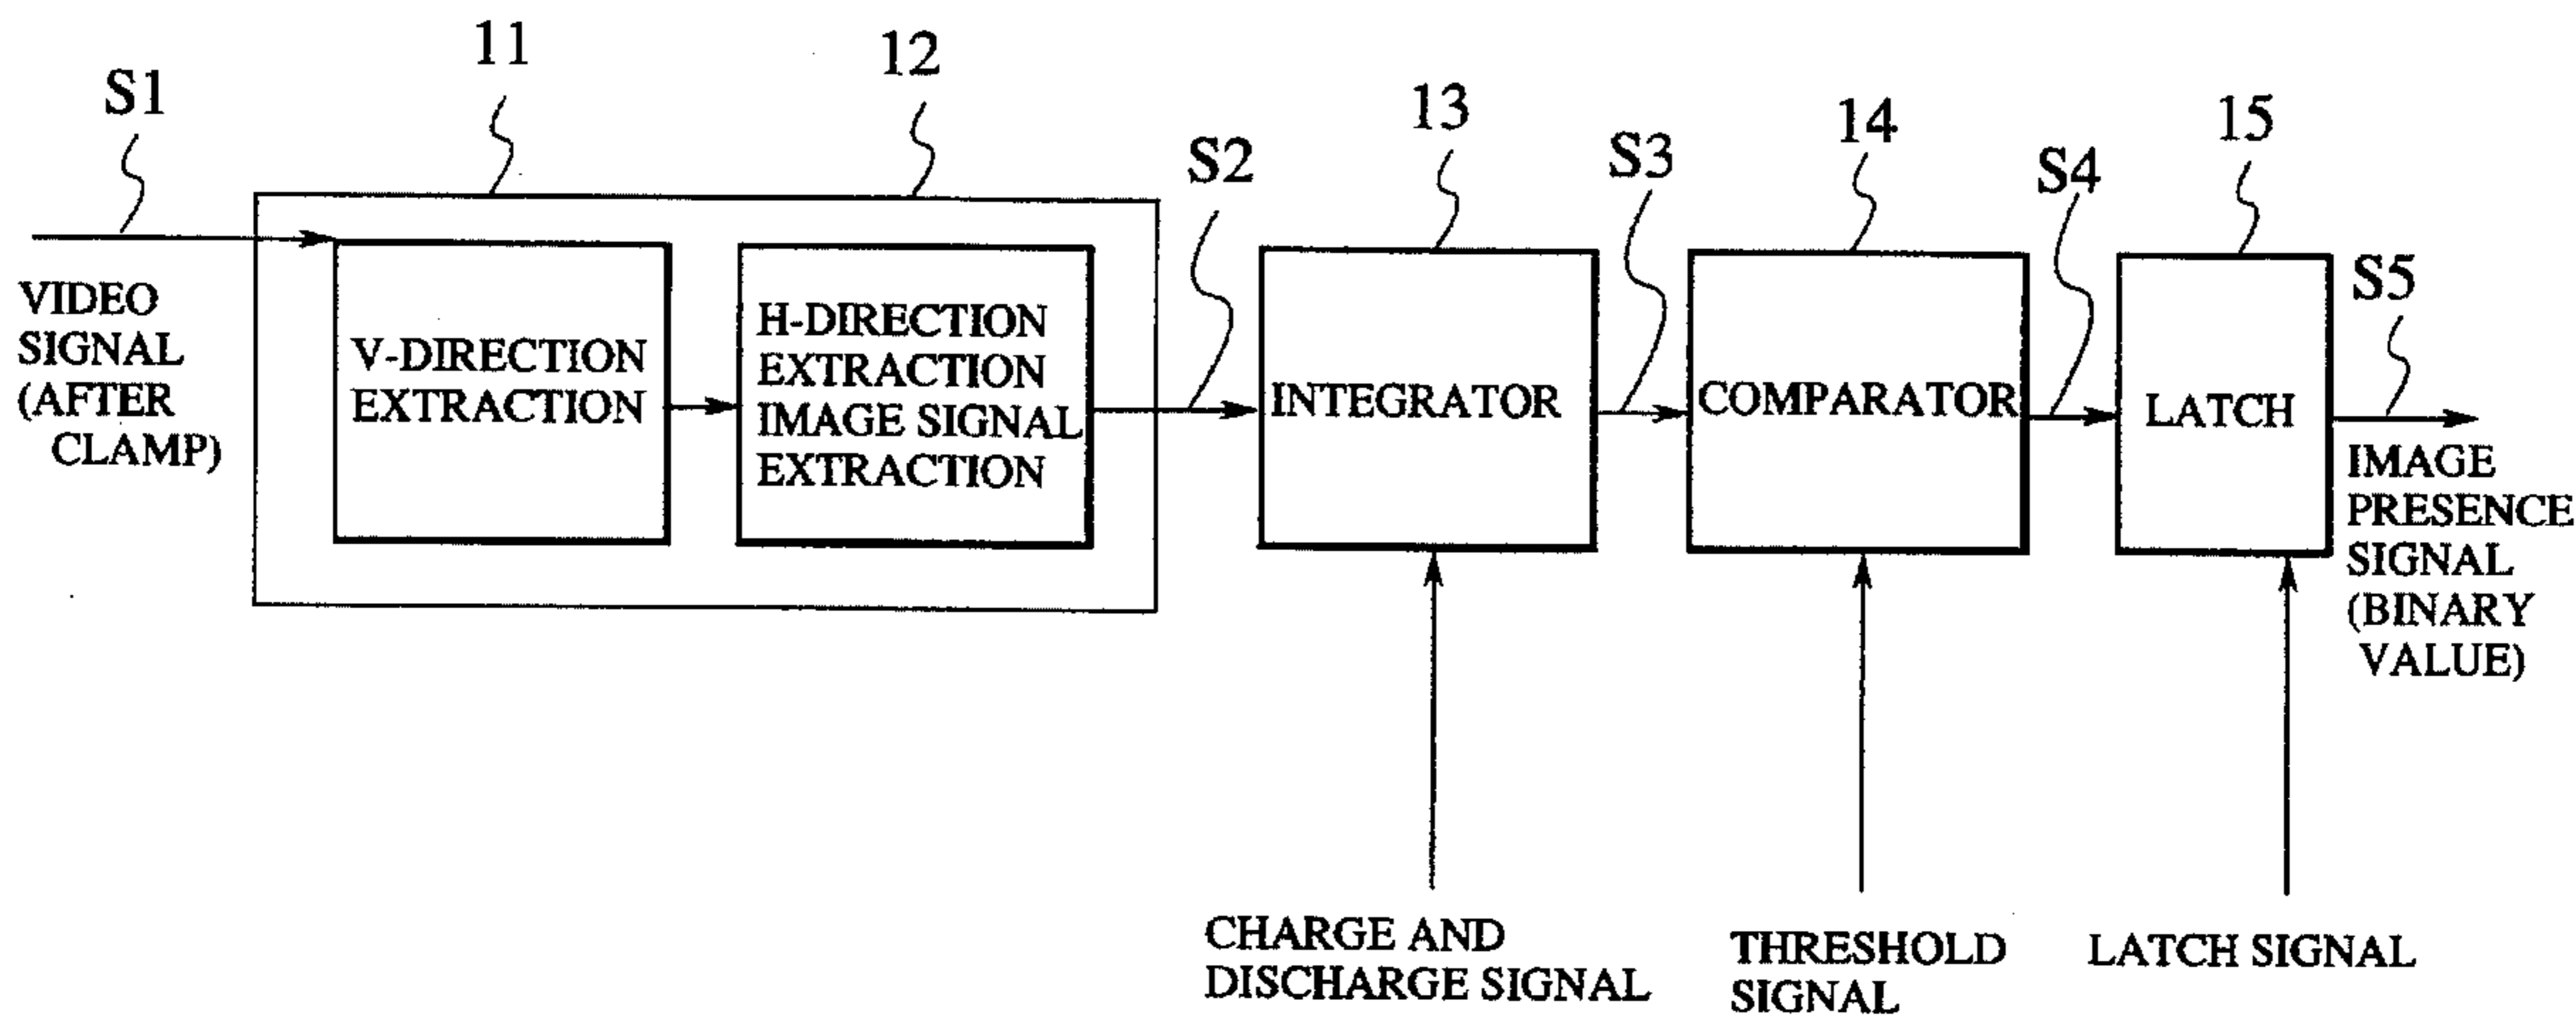 11
12
S1
13
14
15
S2
S3
S4
S5
VIDEO
SIGNAL
(AFTER
CLAMP)
V-DIRECTION
EXTRACTION
H-DIRECTION
EXTRACTION
IMAGE SIGNAL
EXTRACTION
INTEGRATOR
COMPARATOR
LATCH
IMAGE
PRESENCE
SIGNAL
(BINARY
VALUE)
CHARGE AND
DISCHARGE SIGNAL
THRESHOLD
SIGNAL
LATCH SIGNAL